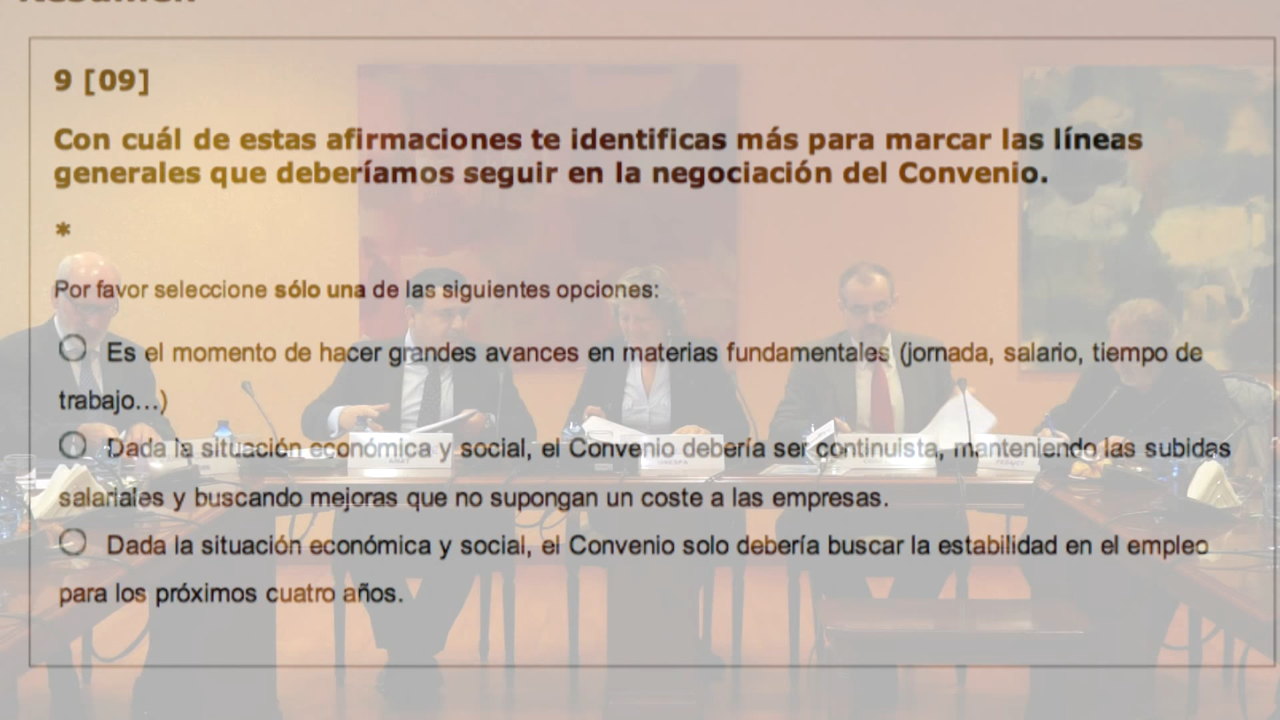 9 [09]
Con cuál de estas afirmaciones te identificas más para marcar las líneas
generales que deberíamos seguir en la negociación del Convenio.
*
Por favor seleccione sólo una de las siguientes opciones:
Es el momento de hacer grandes avances en materias fundamentales (jornada, salario, tiempo de
trabajo...)
Dada la situación económica y social, el Convenio debería ser continuista, manteniendo las subidas
salariales y buscando mejoras que no supongan un coste a las empresas.
Dada la situación económica y social, el Convenio solo debería buscar la estabilidad en el empleo
para los próximos cuatro años.